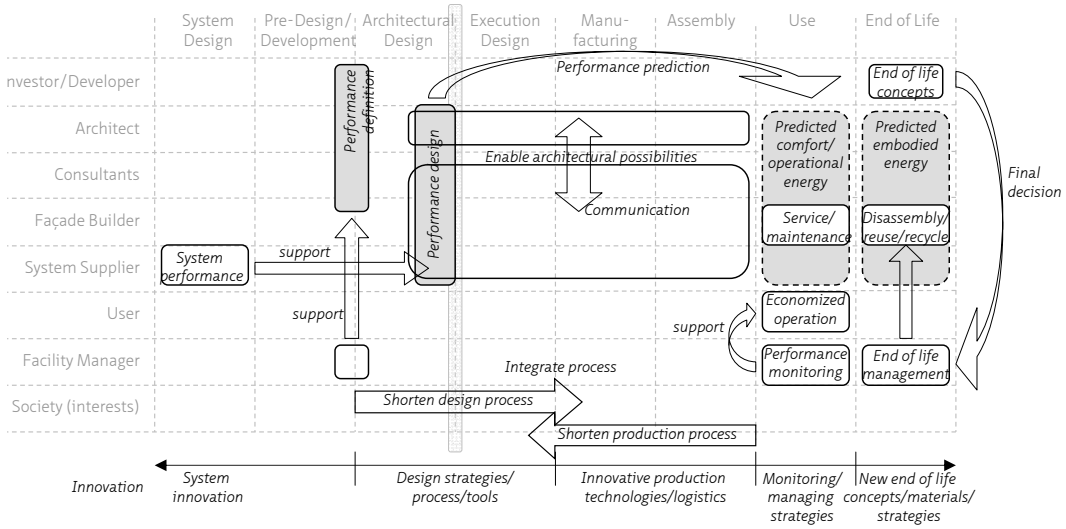 System
Design
Pre-Design/
Development
Architectural
Design
Execution
Design
Manu-
facturing
Assembly
Use
End of Life
nvestor/Developer
Architect
Consultants
Façade Builder
System Supplier
User
Facility Manager
Society (interests)
Performance
definition
Performance design
Performance prediction
End of life
concepts
Enable architectural possibilities
Communication
Predicted
comfort/
operational
energy
Predicted
embodied
energy
Final
decision
Service/
maintenance
Disassembly/
reuse/recycle
System
performance
support
support
Economized
operation
support
Performance
monitoring
End of life
management
Integrate process
Shorten design process
Shorten production process
Innovation
System
innovation
Design strategies/
process/tools
Innovative production
technologies/logistics
Monitoring/
managing
strategies
New end of life
concepts/materials/
strategies